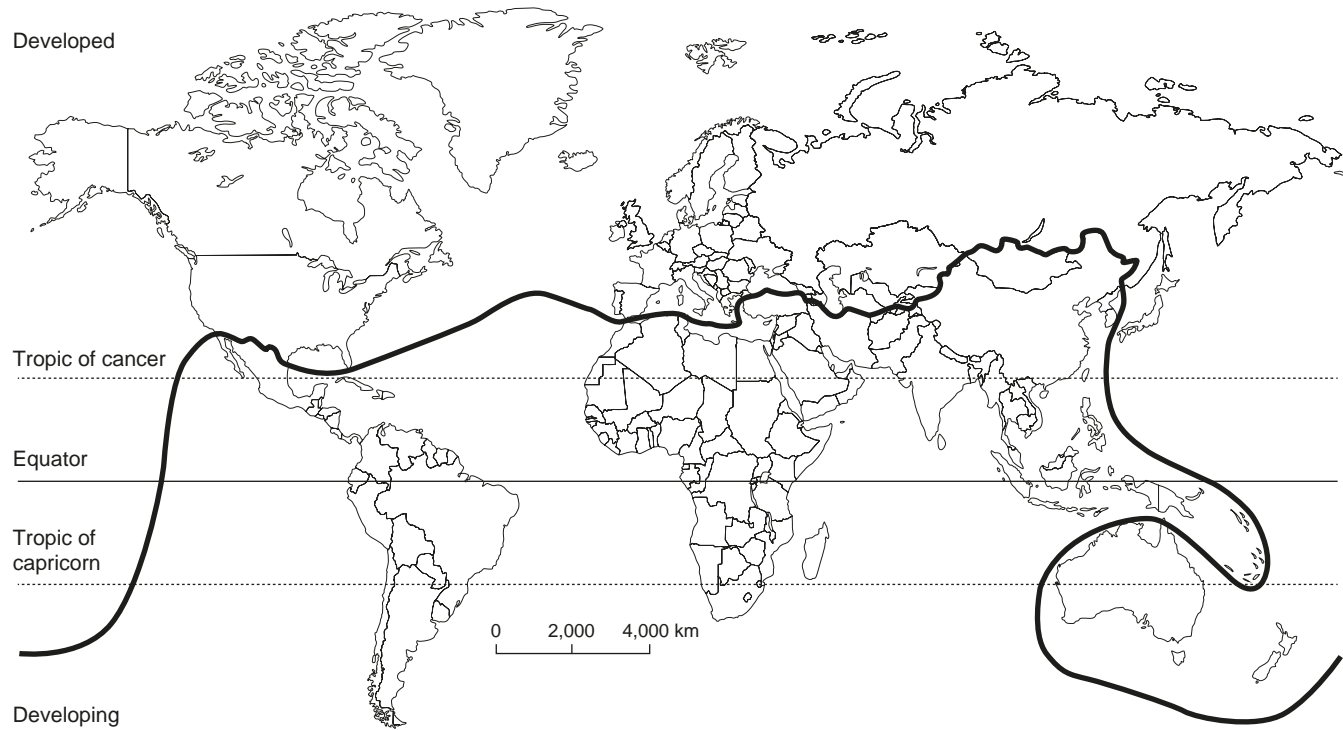 Developed
Tropic of cancer
Equator
Tropic of
capricorn
0 2,000 4,000 km
Developing